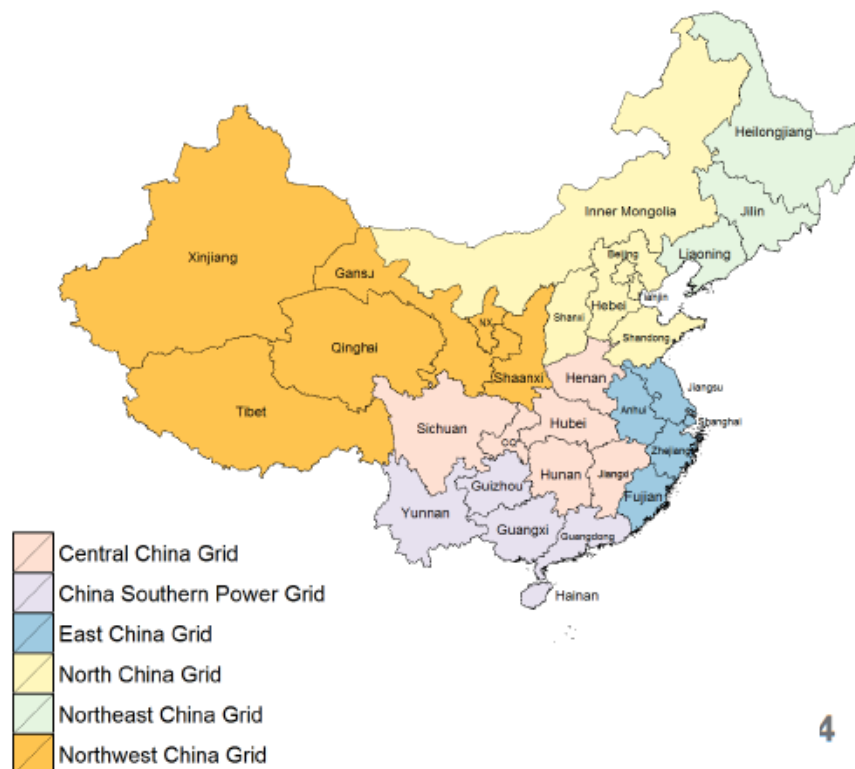 Heilongjiang
Jilin
Liaoning
Inner Mongolia
Beijing
Tianjin
Hebei
Shanxi
Shandong
Xinjiang
Gansu
Qinghai
NX
Shaanxi
Tibet
Henan
Jiangsu
Anhui
Shanghai
Sichuan
Hubei
CQ
Zhejiang
Hunan
Jiangxi
Guizhou
Fujian
Yunnan
Guangxi
Guangdong
Hainan
Central China Grid
China Southern Power Grid
East China Grid
North China Grid
Northeast China Grid
Northwest China Grid
4